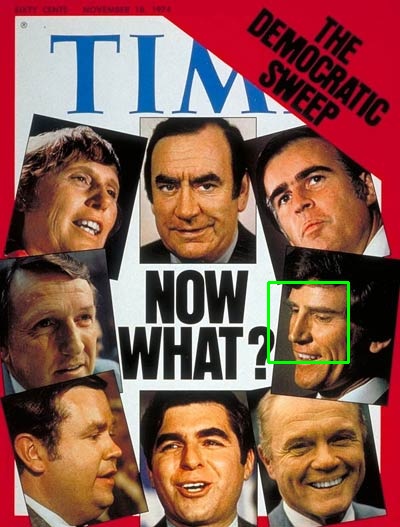 SIXTY CENTS NOVEMBER 18, 1974
®
TIME
THE
DEMOCRATIC
SWEEP
NOW
WHAT?